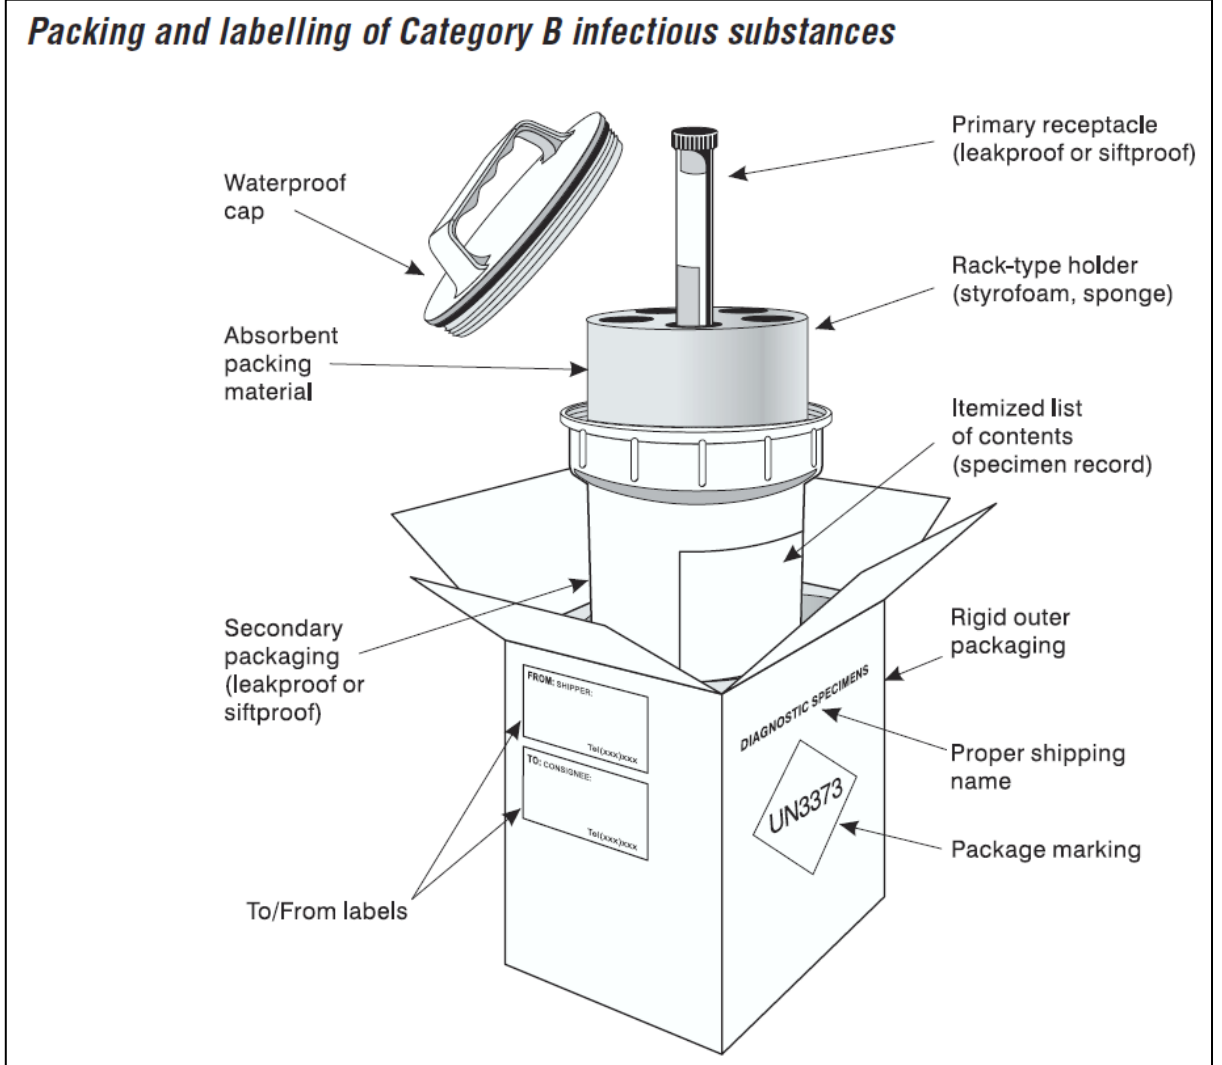 Packing and labelling of Category B infectious substances
Primary receptacle
(leakproof or siftproof)
Waterproof
cap
Rack-type holder
(styrofoam, sponge)
Absorbent
packing
material
Itemized list
of contents
(specimen record)
Secondary
packaging
(leakproof or
siftproof)
Rigid outer
packaging
FROM: SHIPPER:
Tel(xxx)xxx
TO: CONSIGNEE:
Tel(xxx)xxx
DIAGNOSTIC SPECIMENS
UN3373
Proper shipping
name
Package marking
To/From labels